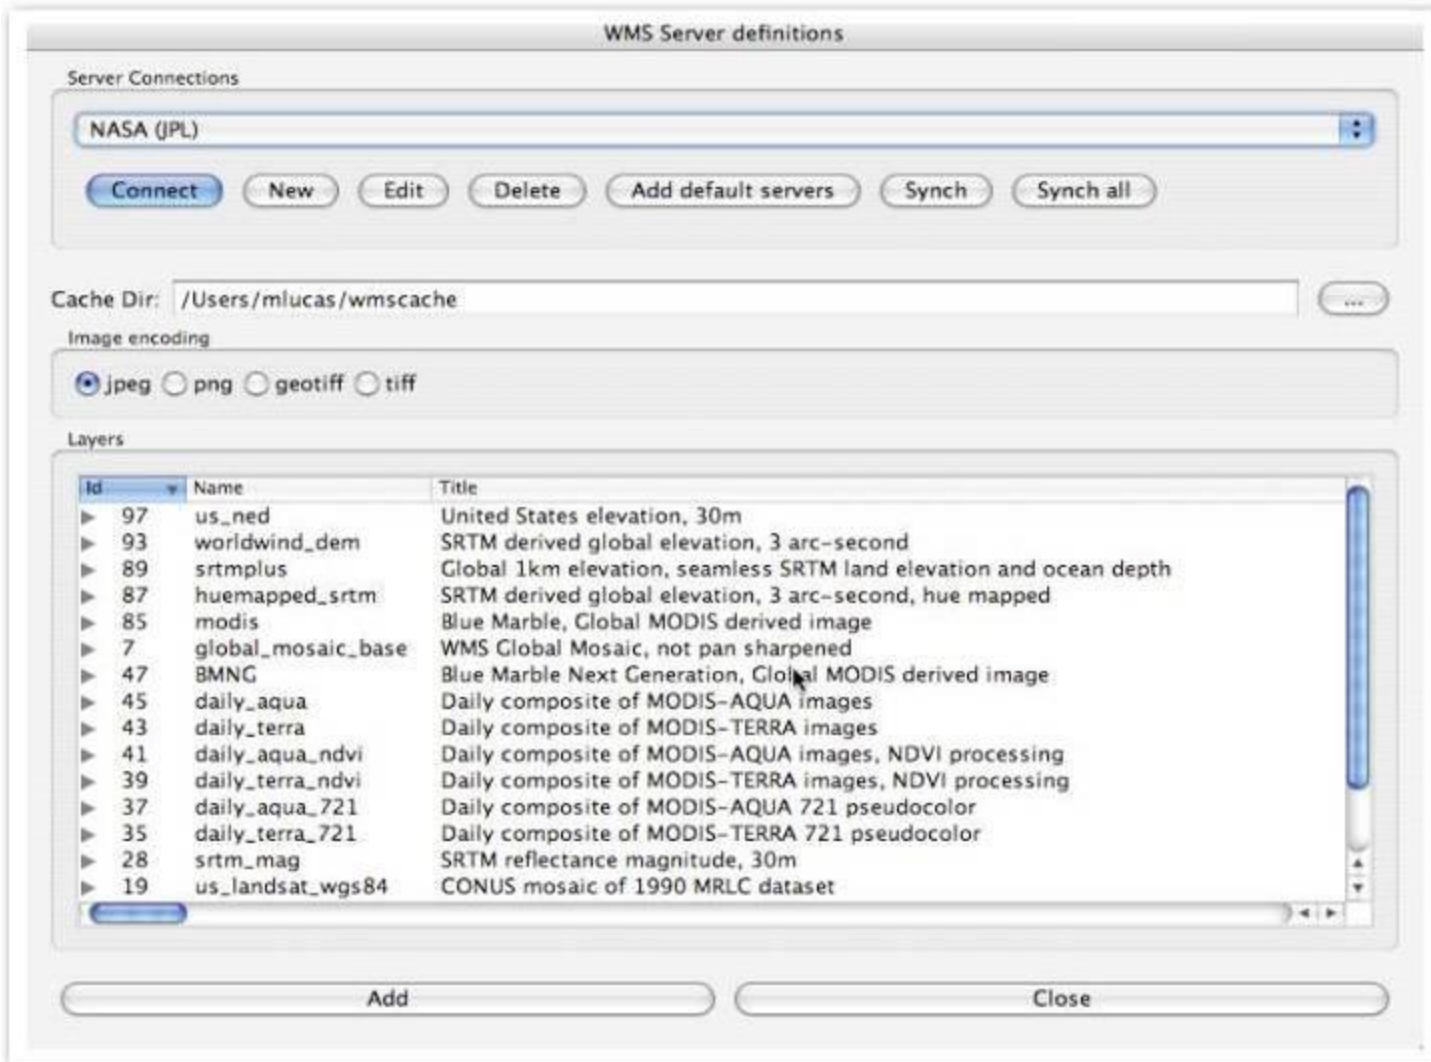 WMS Server definitions
Server Connections
NASA (JPL)
Connect New Edit Delete Add default servers Synch Synch all
Cache Dir: /Users/mlucas/wmscache ...
Image encoding
jpeg png geotiff tiff
Layers
Id Name Title
97 us_ned United States elevation, 30m
93 worldwind_dem SRTM derived global elevation, 3 arc-second
89 srtmplus Global 1km elevation, seamless SRTM land elevation and ocean depth
87 huemapped_srtm SRTM derived global elevation, 3 arc-second, hue mapped
85 modis Blue Marble, Global MODIS derived image
7 global_mosaic_base WMS Global Mosaic, not pan sharpened
47 BMNG Blue Marble Next Generation, Global MODIS derived image
45 daily_aqua Daily composite of MODIS-AQUA images
43 daily_terra Daily composite of MODIS-TERRA images
41 daily_aqua_ndvi Daily composite of MODIS-AQUA images, NDVI processing
39 daily_terra_ndvi Daily composite of MODIS-TERRA images, NDVI processing
37 daily_aqua_721 Daily composite of MODIS-AQUA 721 pseudocolor
35 daily_terra_721 Daily composite of MODIS-TERRA 721 pseudocolor
28 srtm_mag SRTM reflectance magnitude, 30m
19 us_landsat_wgs84 CONUS mosaic of 1990 MRLC dataset
Add Close